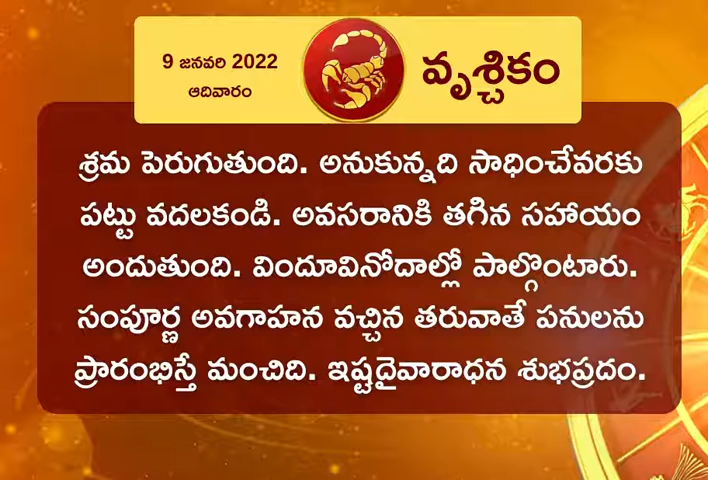 9 జనవరి 2022
ఆదివారం
వృశ్చికం
శ్రమ పెరుగుతుంది. అనుకున్నది సాధించేవరకు
పట్టు వదలకండి. అవసరానికి తగిన సహాయం
అందుతుంది. విందూవినోదాల్లో పాల్గొంటారు.
సంపూర్ణ అవగాహన వచ్చిన తరువాతే పనులను
ప్రారంభిస్తే మంచిది. ఇష్టదైవారాధన శుభప్రదం.